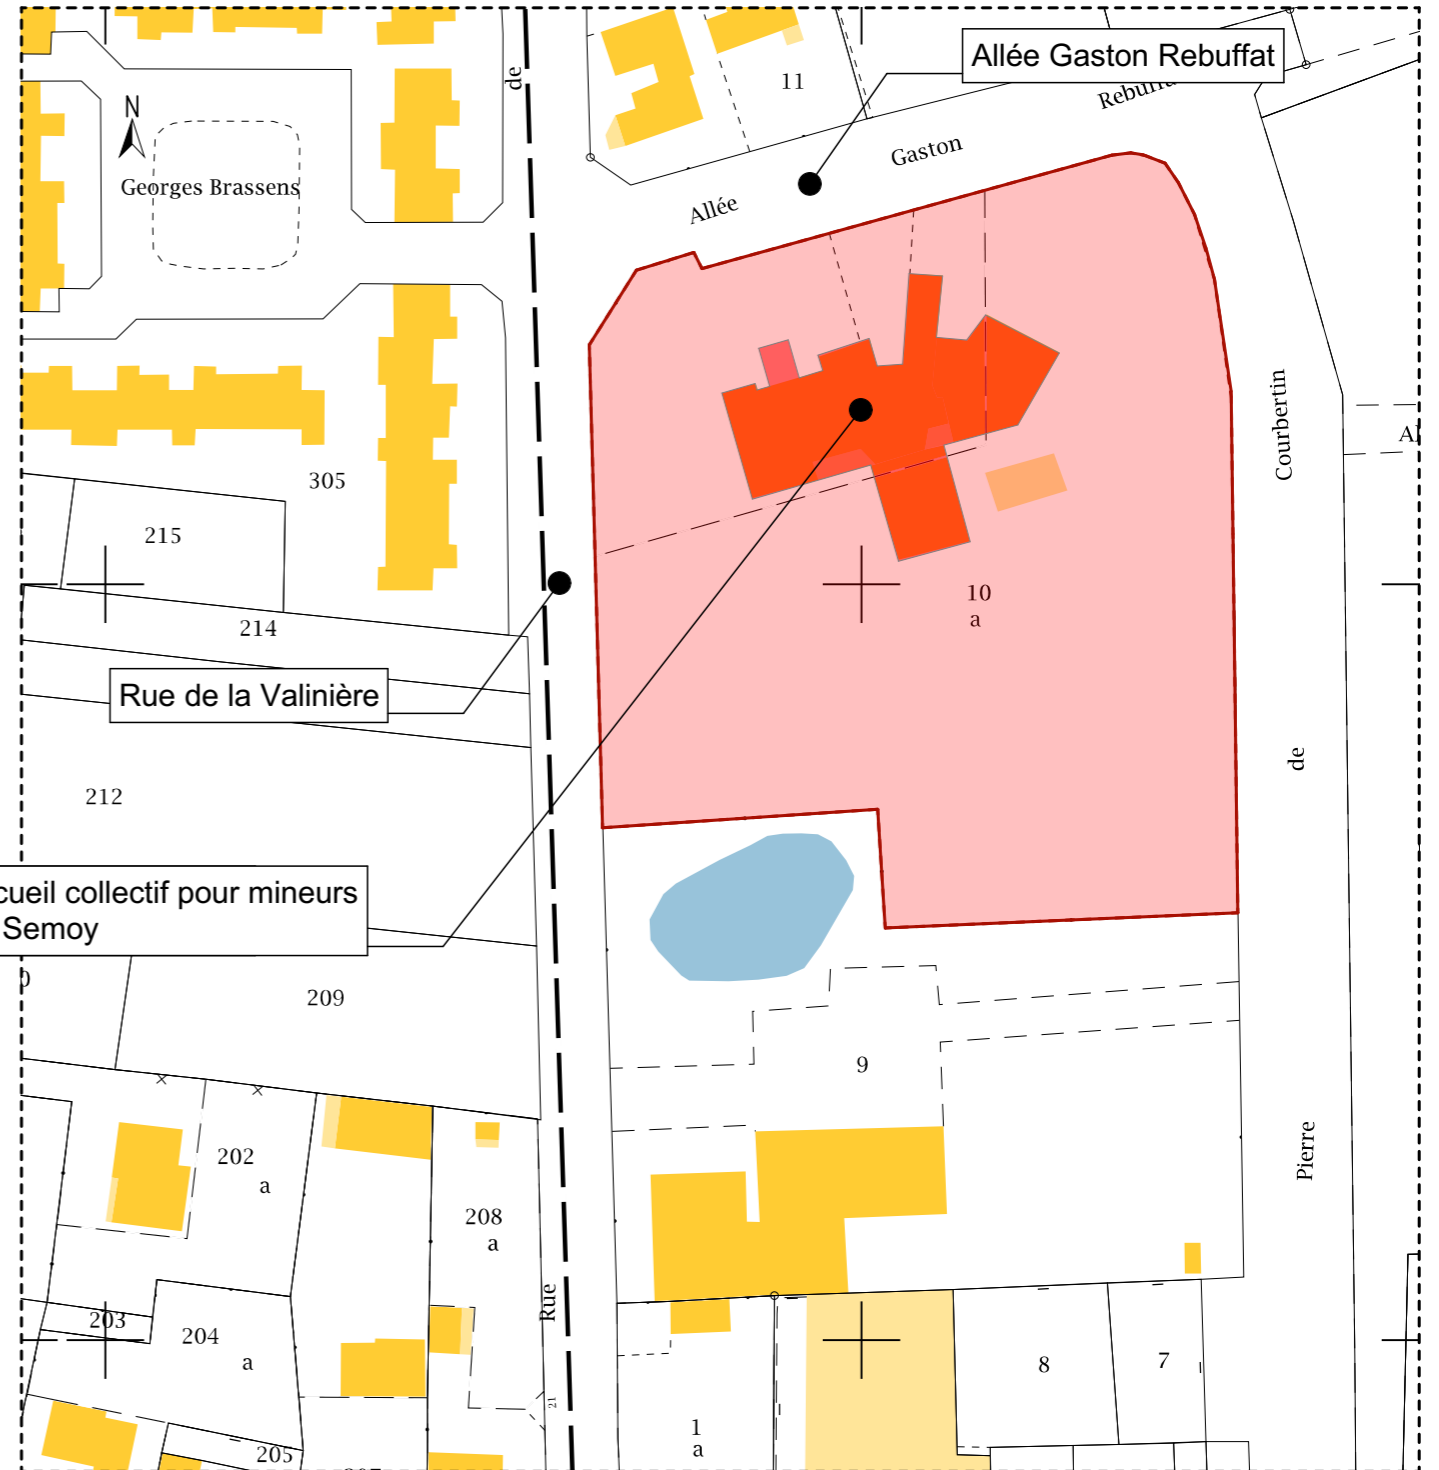 Allée Gaston Rebuffat
de
11
N
Georges Brassens
Allée
Gaston
Courbertin
305
215
214
10
a
Rue de la Valinière
de
212
cueil collectif pour mineurs
Semoy
209
9
Pierre
202
a
208
a
Rue
203
204
a
8
7
21
1
a
205